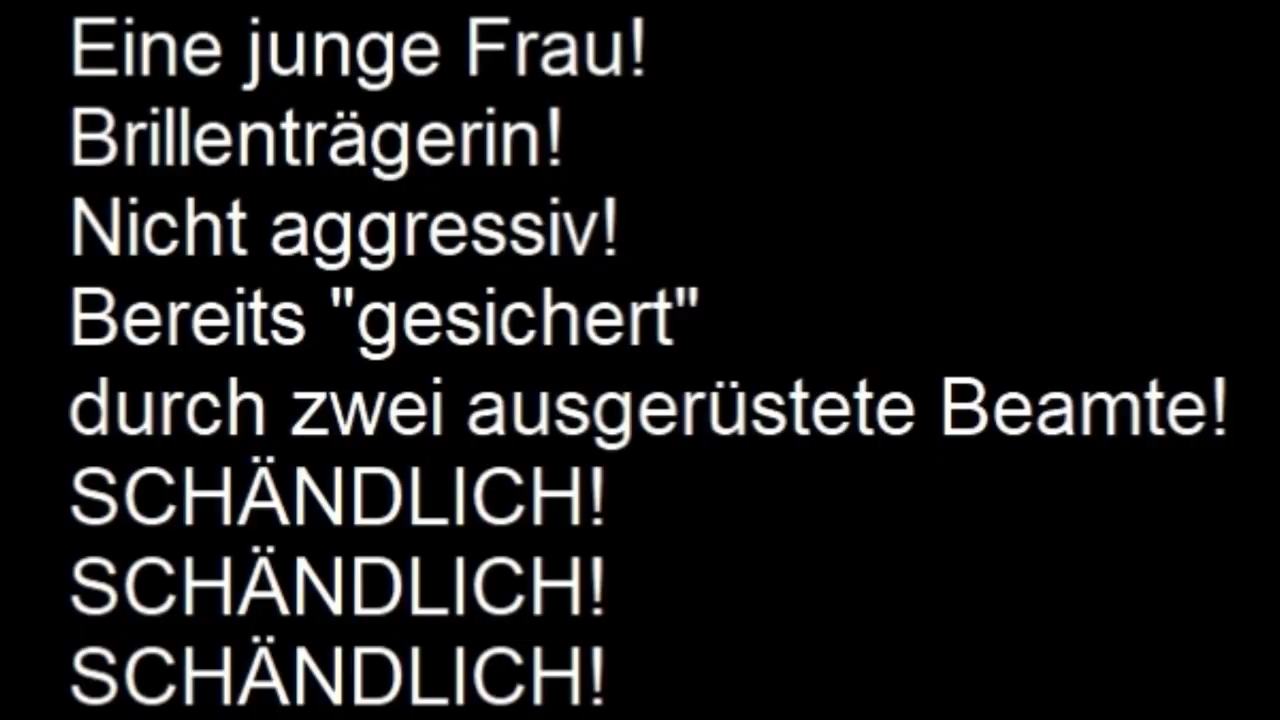 Eine junge Frau!
Brillenträgerin!
Nicht aggressiv!
Bereits "gesichert"
durch zwei ausgerüstete Beamte!
SCHÄNDLICH!
SCHÄNDLICH!
SCHÄNDLICH!